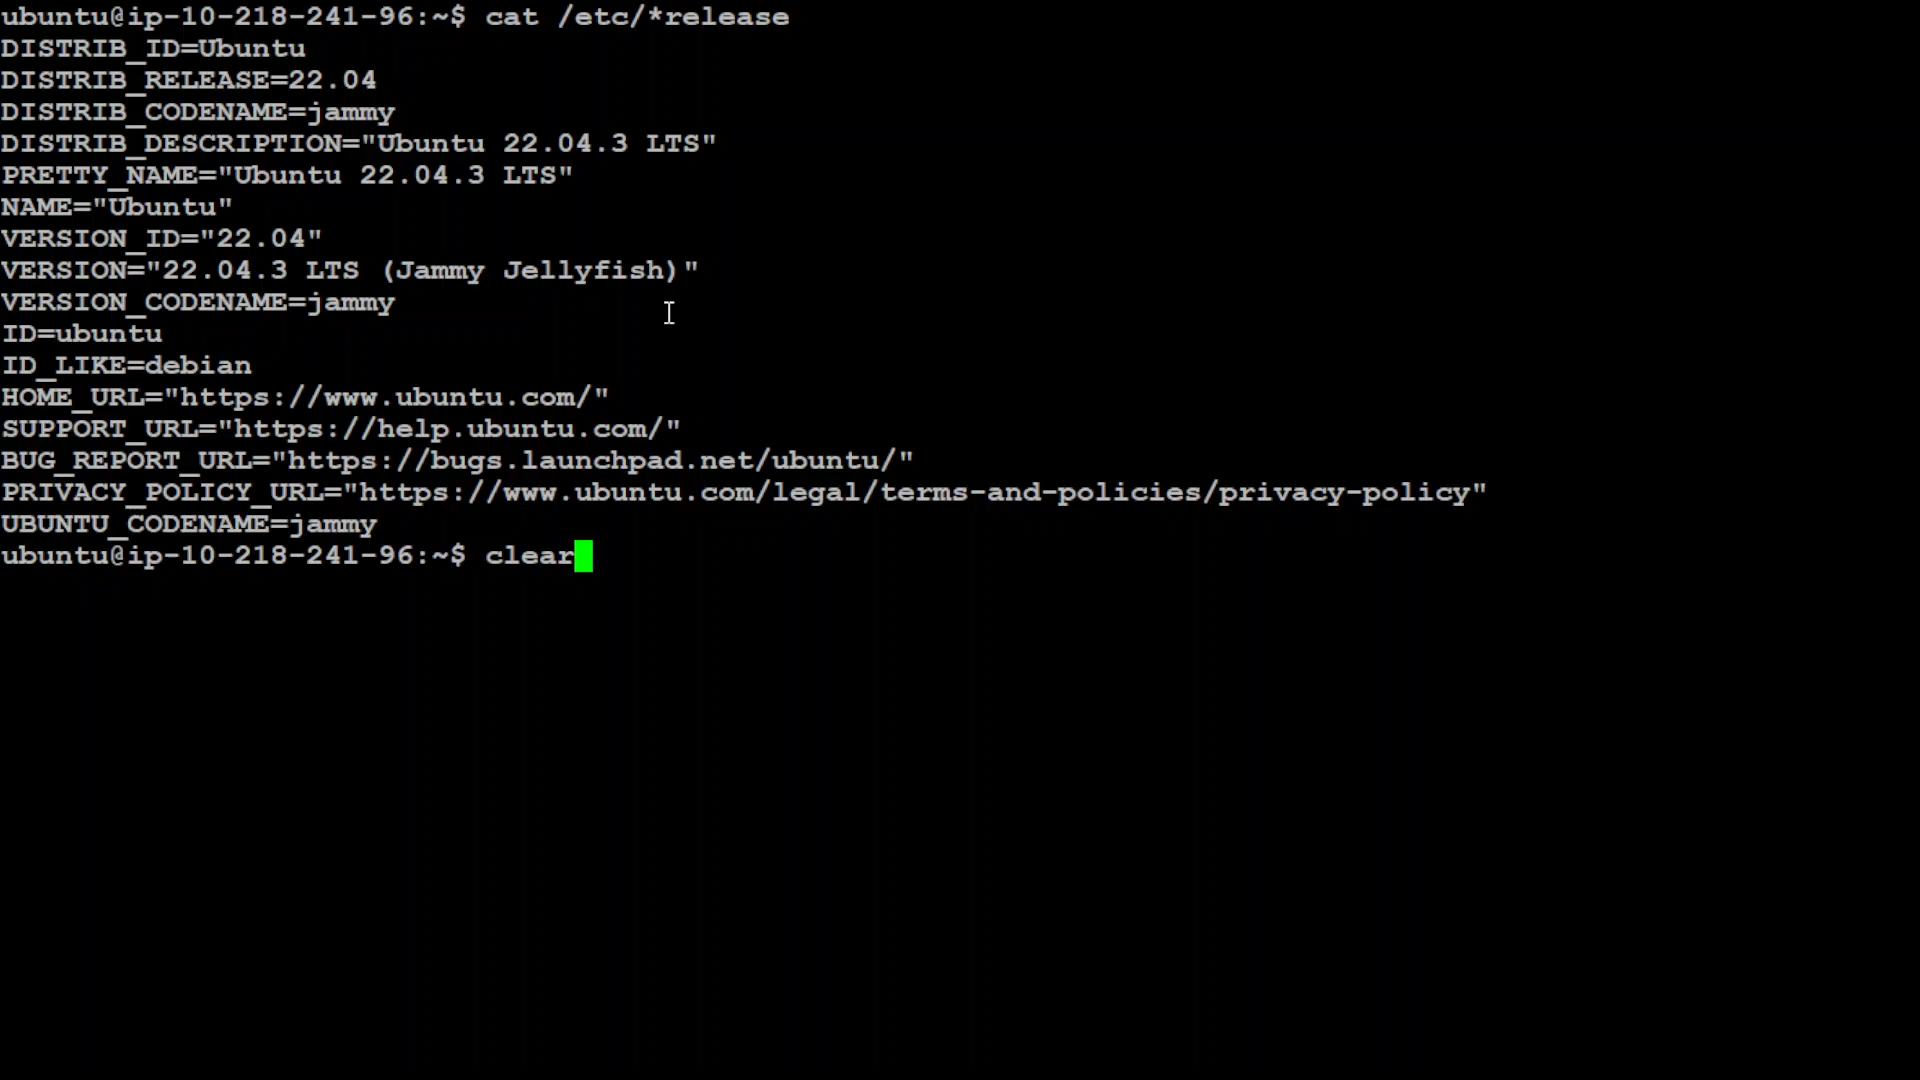 ubuntu@ip-10-218-241-96:~$ cat /etc/*release
DISTRIB_ID=Ubuntu
DISTRIB_RELEASE=22.04
DISTRIB_CODENAME=jammy
DISTRIB_DESCRIPTION="Ubuntu 22.04.3 LTS"
PRETTY_NAME="Ubuntu 22.04.3 LTS"
NAME="Ubuntu"
VERSION_ID="22.04"
VERSION="22.04.3 LTS (Jammy Jellyfish)"
VERSION_CODENAME=jammy
ID=ubuntu
ID_LIKE=debian
HOME_URL="https://www.ubuntu.com/"
SUPPORT_URL="https://help.ubuntu.com/"
BUG_REPORT_URL="https://bugs.launchpad.net/ubuntu/"
PRIVACY_POLICY_URL="https://www.ubuntu.com/legal/terms-and-policies/privacy-policy"
UBUNTU_CODENAME=jammy
ubuntu@ip-10-218-241-96:~$ clear